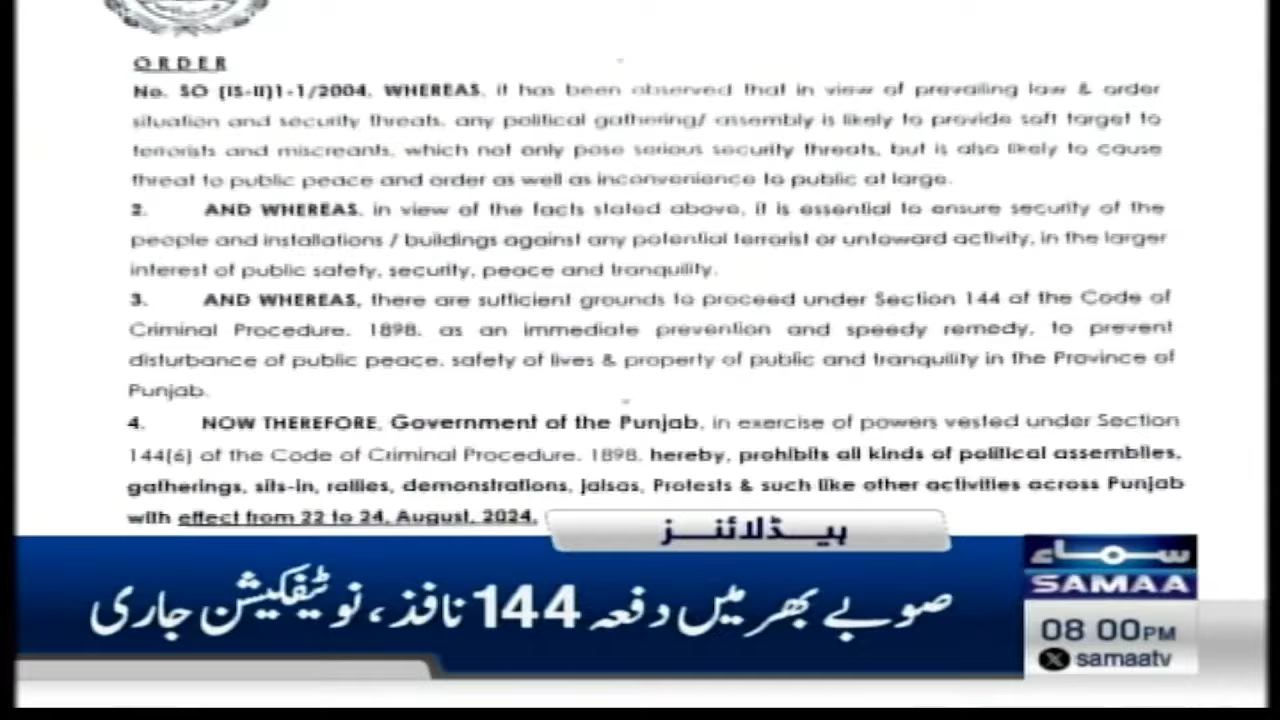 ORDER
No. SO (IS-II)1-1/2004. WHEREAS, it has been observed that in view of prevailing law & order
situation and security threats, any political gathering/ assembly is likely to provide soft target to
terrorists and miscreants, which not only pose serious security threats, but is also likely to cause
threat to public peace and order as well as inconvenience to public at large.
2. AND WHEREAS, in view of the facts stated above, it is essential to ensure security of the
people and installations / buildings against any potential terrorist or untoward activity, in the larger
interest of public safety, security, peace and tranquility.
3. AND WHEREAS, there are sufficient grounds to proceed under Section 144 of the Code of
Criminal Procedure, 1898, as an immediate prevention and speedy remedy, to prevent
disturbance of public peace, safety of lives & property of public and tranquility in the Province of
Punjab.
4. NOW THEREFORE, Government of the Punjab, in exercise of powers vested under Section
144(6) of the Code of Criminal Procedure, 1898, hereby, prohibits all kinds of political assemblies,
gatherings, sits-in, rallies, demonstrations, jalsas, Protests & such like other activities across Punjab
with effect from 22 to 24, August, 2024.
ہیڈلائنز
صوبے بھر میں دفعہ 144 نافذ، نوٹیفکیشن جاری
سماء
SAMAA
08 00PM
X samaatv